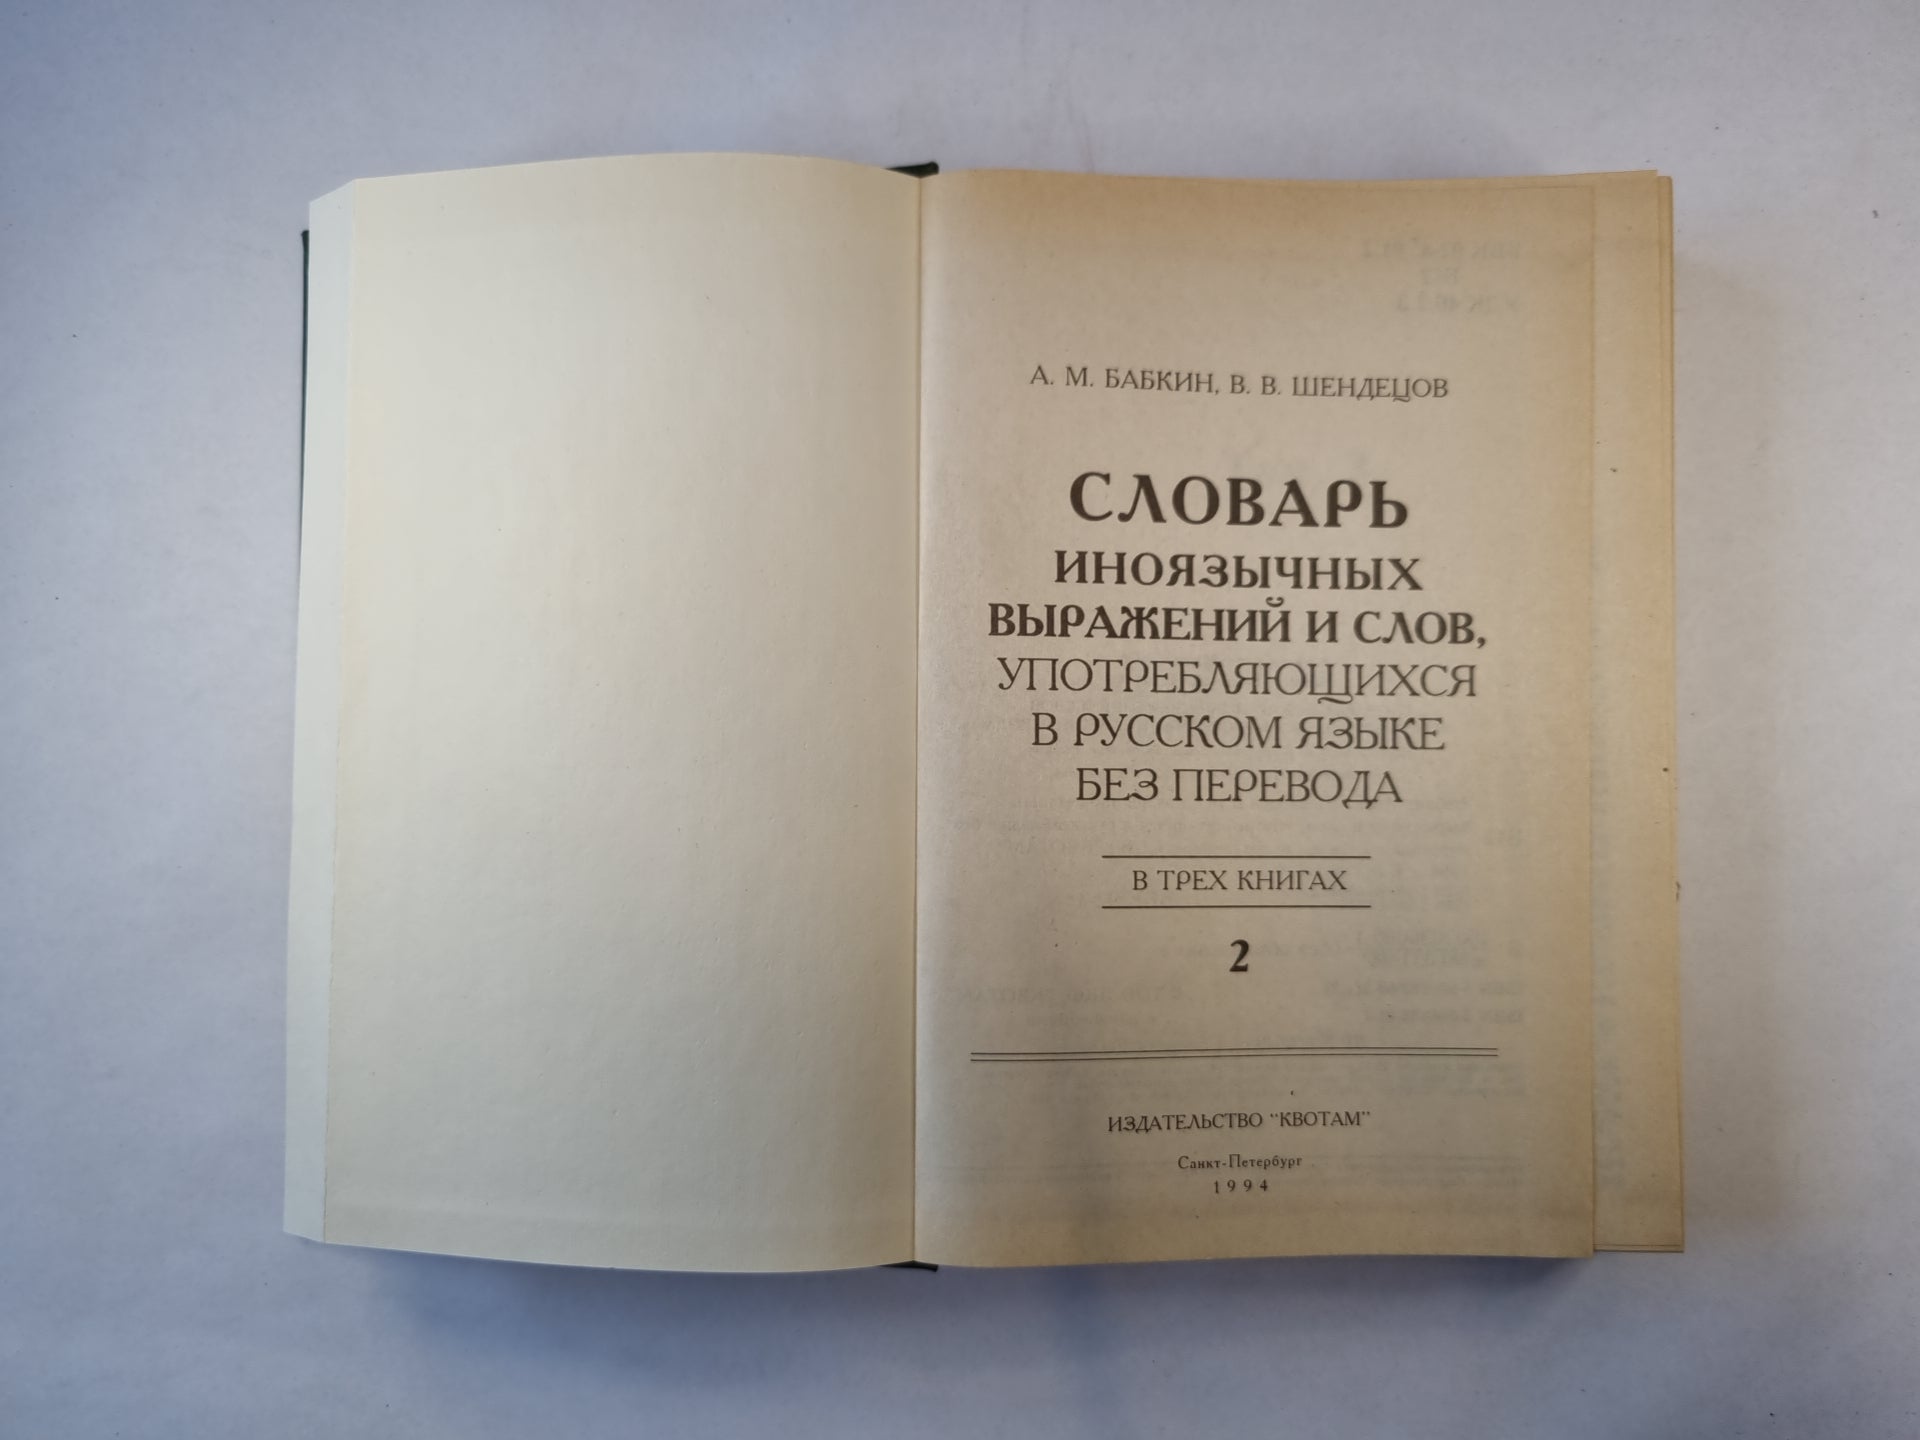 А. М. БАБКИН, В. В. ШЕНДЕЦОВ
СЛОВАРЬ
ИНОЯЗЫЧНЫХ
ВЫРАЖЕНИЙ И СЛОВ,
УПОТРЕБЛЯЮЩИХСЯ
В РУССКОМ ЯЗЫКЕ
БЕЗ ПЕРЕВОДА
В ТРЕХ КНИГАХ
2
ИЗДАТЕЛЬСТВО "КВОТАМ"
Санкт-Петербург
1994